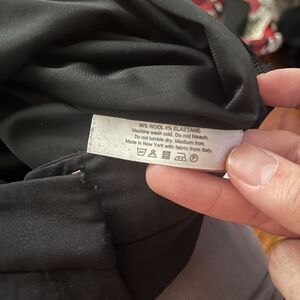 96% WOOL 4% ELASTANE
Machine wash cold. Do not bleach.
Do not tumble dry. Medium Iron.
Made in New York with fabric from Italy